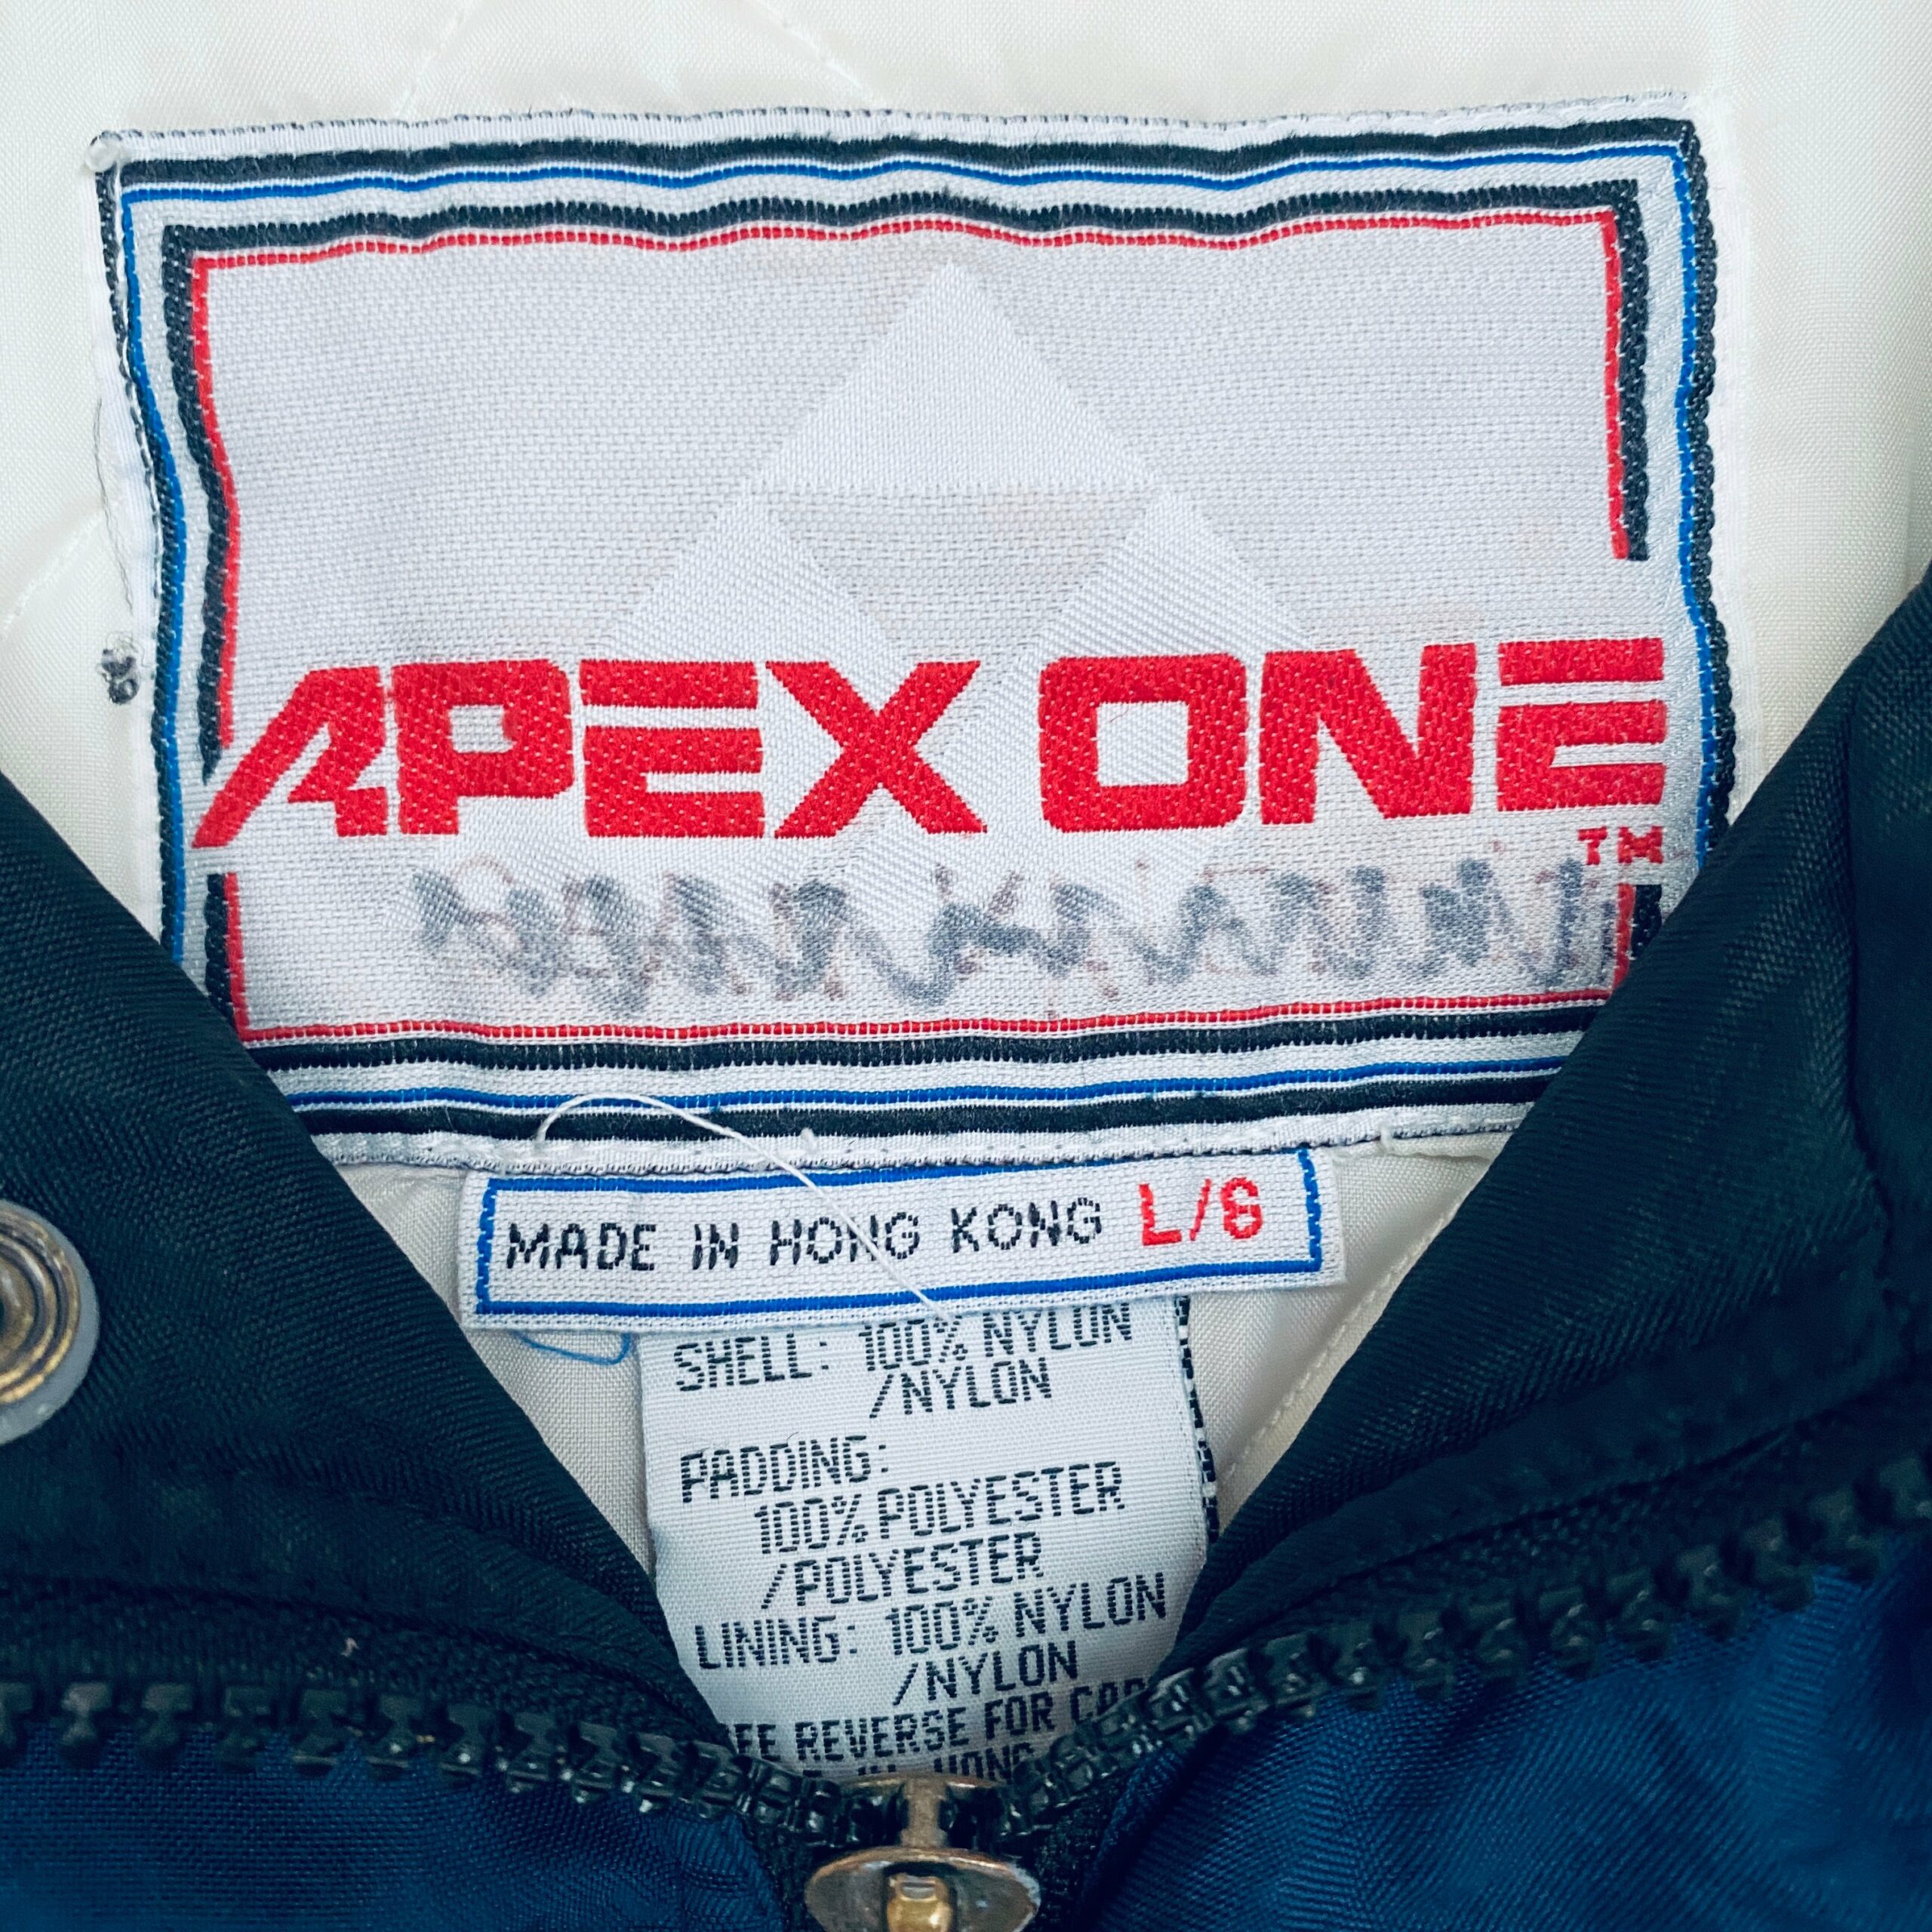 APEX ONE
TM
MADE IN HONG KONG L/G
SHELL: 100% NYLON
/NYLON
PADDING:
100% POLYESTER
/POLYESTER
LINING: 100% NYLON
/NYLON
REVERSE FOR